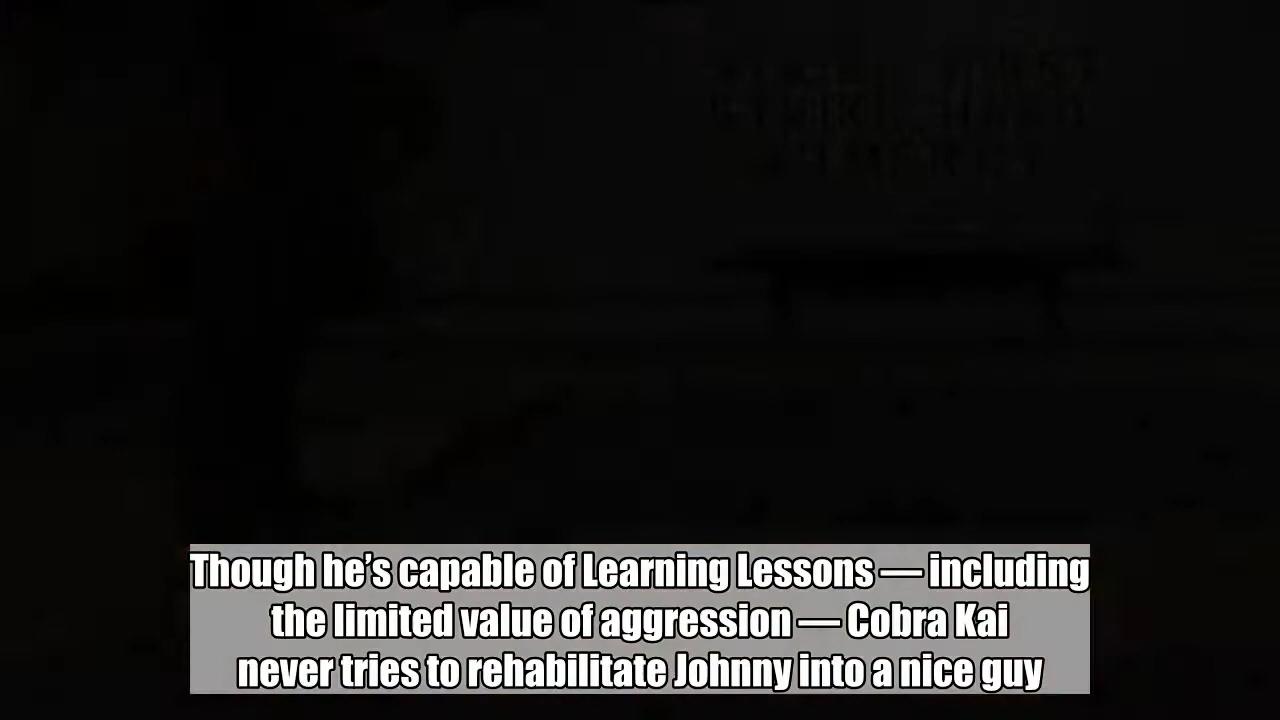 Though he’s capable of Learning Lessons — including
the limited value of aggression — Cobra Kai
never tries to rehabilitate Johnny into a nice guy